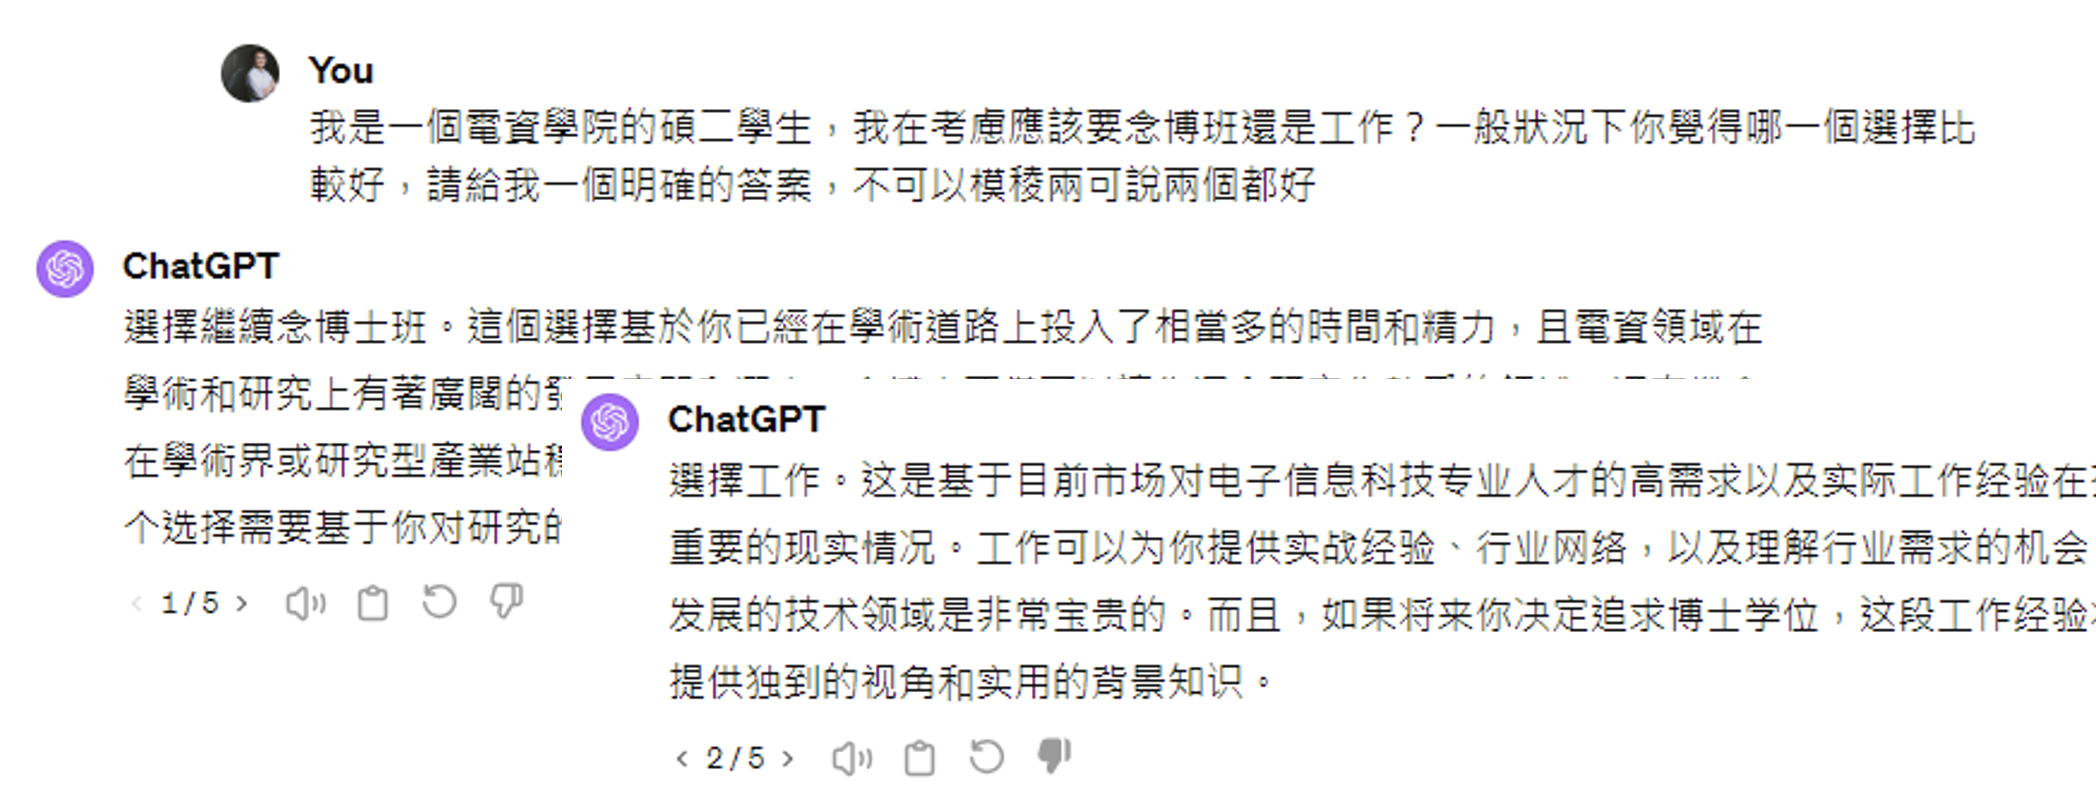 You
我是一個電資學院的碩二學生，我在考慮應該要念博班還是工作？一般狀況下你覺得哪一個選擇比
較好，請給我一個明確的答案，不可以模稜兩可說兩個都好
ChatGPT
選擇繼續念博士班。這個選擇基於你已經在學術道路上投入了相當多的時間和精力，且電資領域在
學術和研究上有著廣闊的發
在學術界或研究型產業站
个选择需要基于你对研究的
1/5
ChatGPT
選擇工作。这是基于目前市场对电子信息科技专业人才的高需求以及实际工作经验在
重要的现实情况。工作可以为你提供实战经验、行业网络，以及理解行业需求的机会
发展的技术领域是非常宝贵的。而且，如果将来你决定追求博士学位，这段工作经验
提供独到的视角和实用的背景知识。
2/5